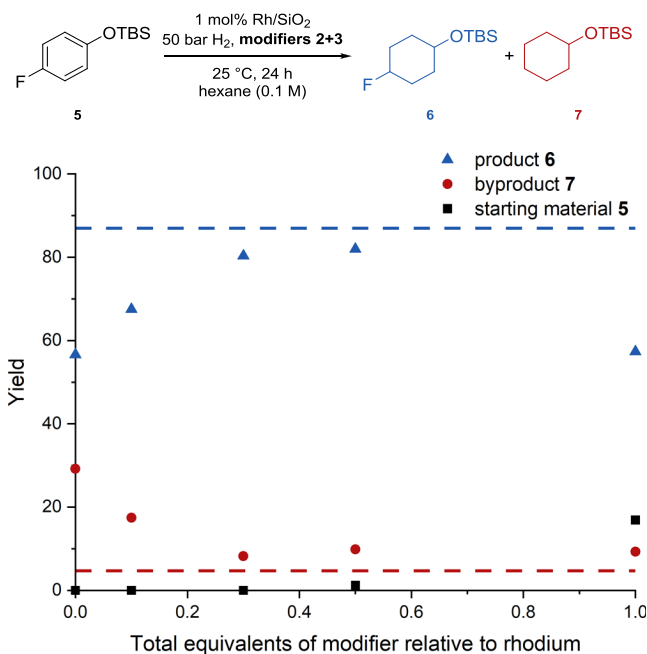 OTBS
F
5
1 mol% Rh/SiO₂
50 bar H₂, modifiers 2+3
25 °C, 24 h
hexane (0.1 M)
OTBS
F
6
+
OTBS
7
product 6
byproduct 7
starting material 5
Yield
100
80
60
40
20
0
0.0 0.2 0.4 0.6 0.8 1.0
Total equivalents of modifier relative to rhodium